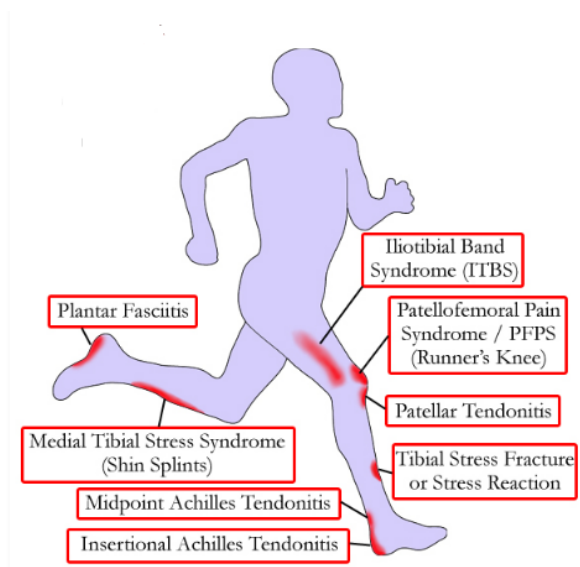 Iliotibial Band
Syndrome (ITBS)
Plantar Fasciitis
Patellofemoral Pain
Syndrome / PFPS
(Runner's Knee)
Patellar Tendonitis
Medial Tibial Stress Syndrome
(Shin Splints)
Tibial Stress Fracture
or Stress Reaction
Midpoint Achilles Tendonitis
Insertional Achilles Tendonitis